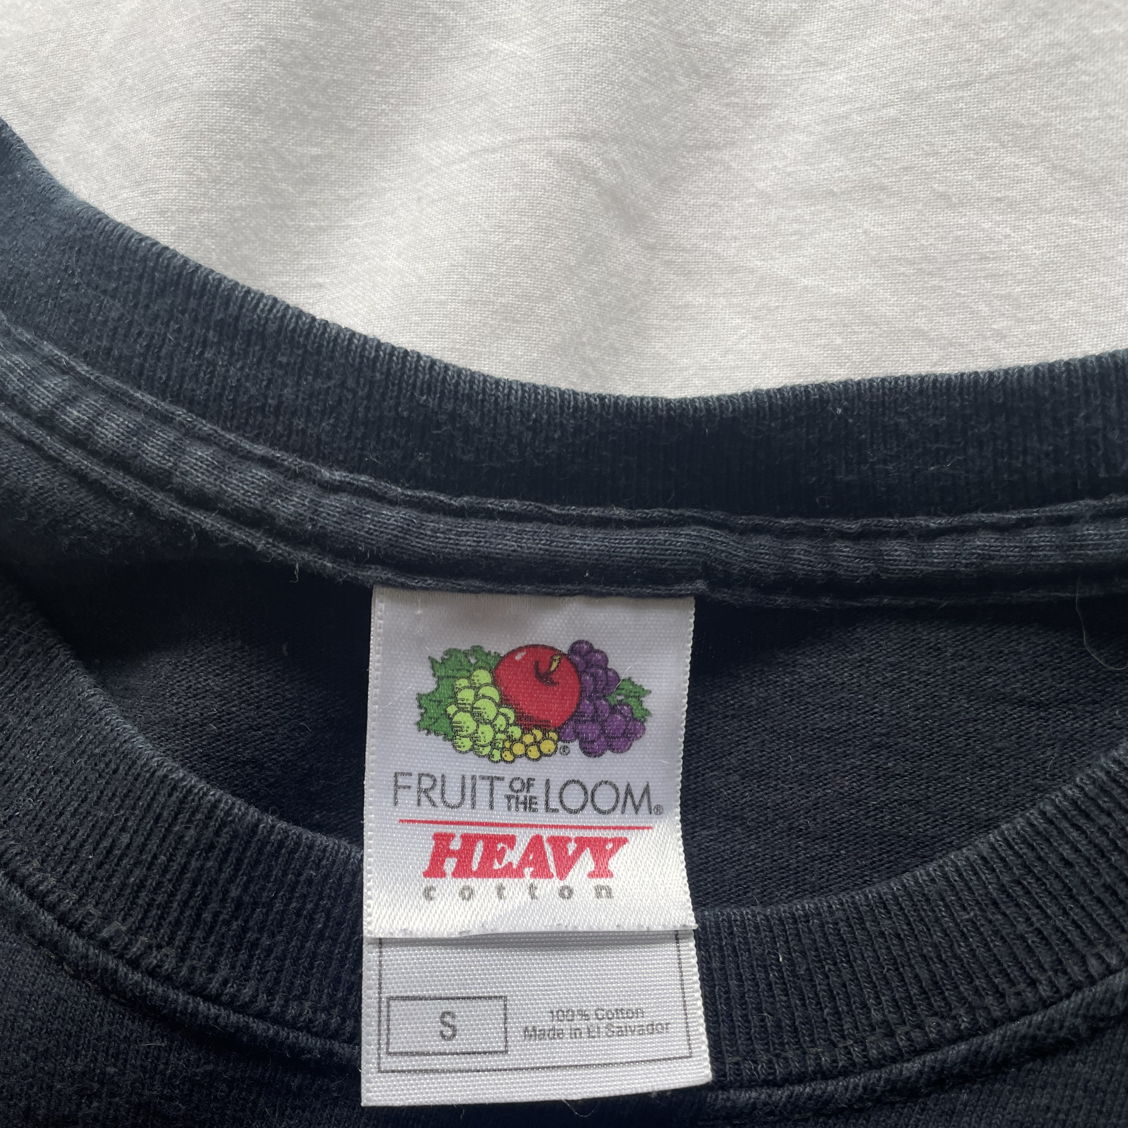 FRUIT OF THE LOOM®
HEAVY
cotton
S
100% Cotton
Made in El Salvador